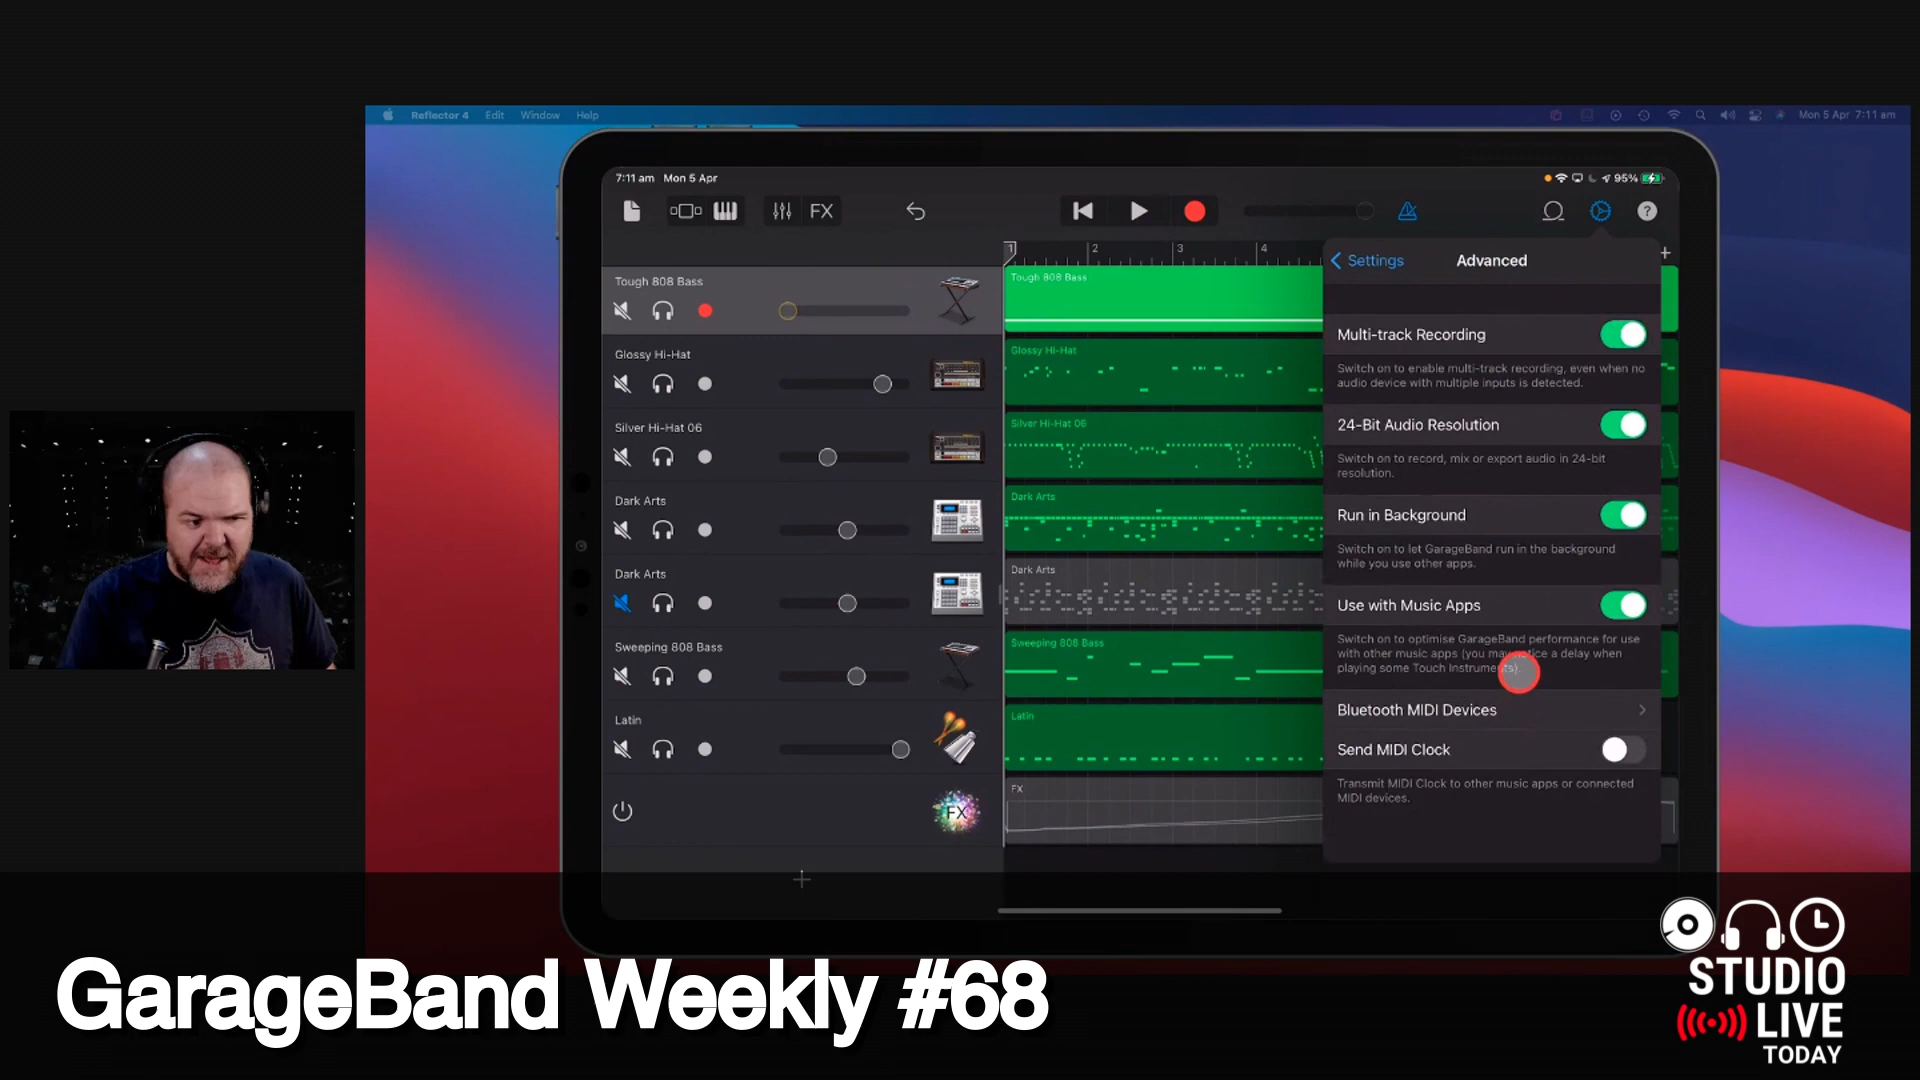 Reflector 4 Edit Window Help
Mon 5 Apr 7:11 am
7:11 am Mon 5 Apr
95%
FX
?
1 2 3 4
Settings
Advanced
Tough 808 Bass
Tough 808 Bass
Multi-track Recording
Switch on to enable multi-track recording, even when no
audio device with multiple inputs is detected.
Glossy Hi-Hat
Glossy Hi-Hat
24-Bit Audio Resolution
Switch on to record, mix or export audio in 24-bit
resolution.
Silver Hi-Hat 06
Silver Hi-Hat 06
Dark Arts
Dark Arts
Run in Background
Switch on to let GarageBand run in the background
while you use other apps.
Dark Arts
Dark Arts
Use with Music Apps
Switch on to optimise GarageBand performance for use
with other music apps (you may notice a delay when
playing some Touch Instruments).
Sweeping 808 Bass
Sweeping 808 Bass
Bluetooth MIDI Devices
Latin
Latin
Send MIDI Clock
Transmit MIDI Clock to other music apps or connected
MIDI devices.
FX
FX
GarageBand Weekly #68
STUDIO
LIVE
TODAY